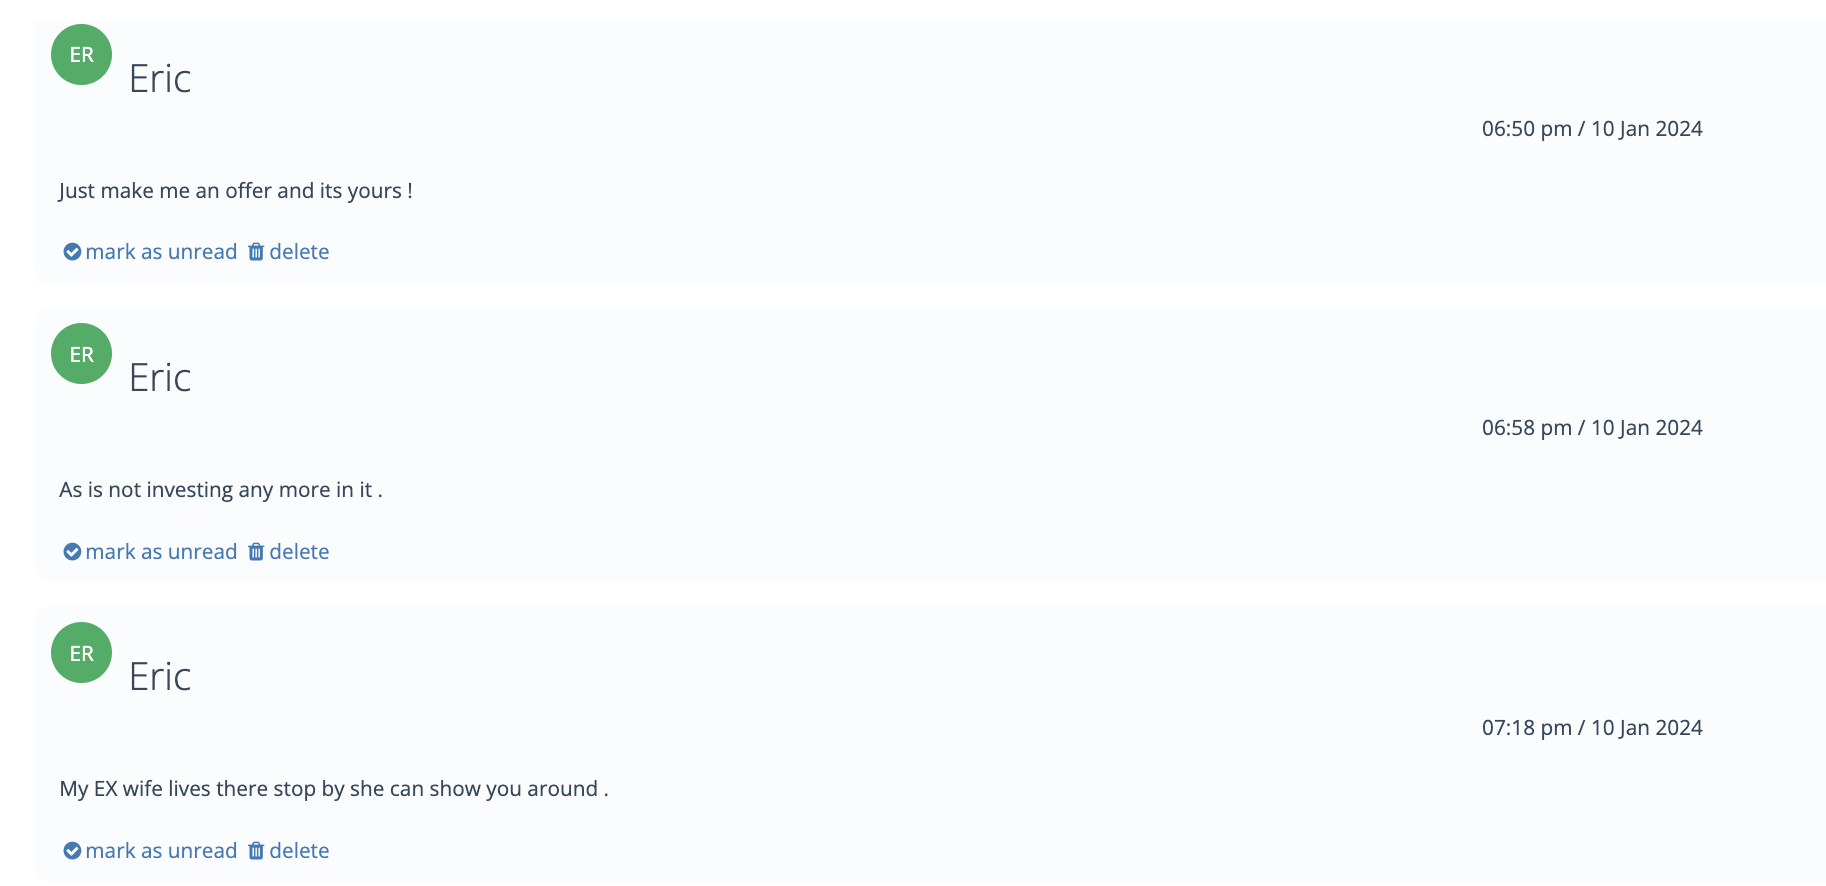 ER
Eric
06:50 pm / 10 Jan 2024
Just make me an offer and its yours !
mark as unread delete
ER
Eric
06:58 pm / 10 Jan 2024
As is not investing any more in it .
mark as unread delete
ER
Eric
07:18 pm / 10 Jan 2024
My EX wife lives there stop by she can show you around .
mark as unread delete